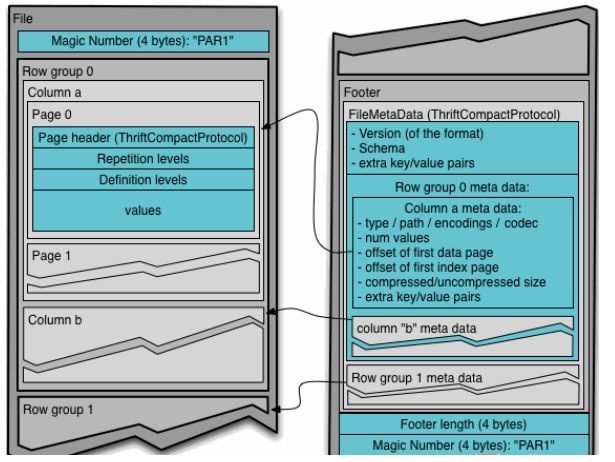 File
Magic Number (4 bytes): "PAR1"
Row group 0
Column a
Page 0
Page header (ThriftCompactProtocol)
Repetition levels
Definition levels
values
Page 1
Column b
Row group 1
Footer
FileMetaData (ThriftCompactProtocol)
- Version (of the format)
- Schema
- extra key/value pairs
Row group 0 meta data:
Column a meta data:
- type / path / encodings / codec
- num values
- offset of first data page
- offset of first index page
- compressed/uncompressed size
- extra key/value pairs
column "b" meta data
Row group 1 meta data
Footer length (4 bytes)
Magic Number (4 bytes): "PAR1"